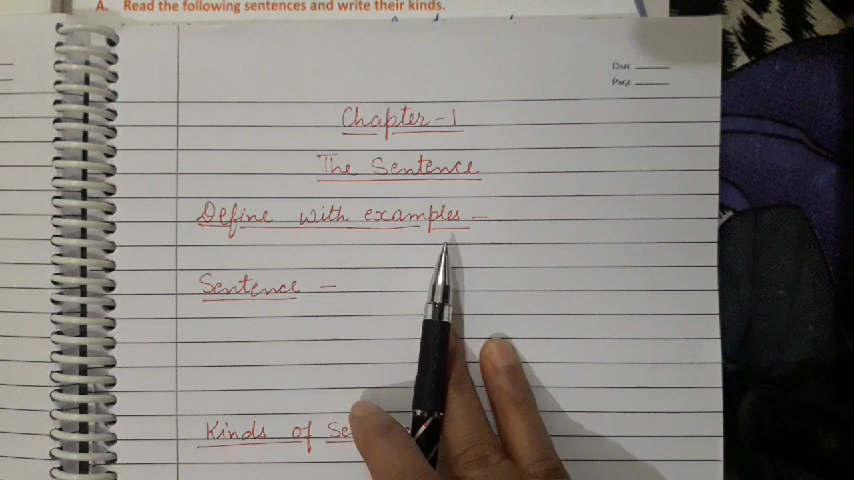 A. Read the following sentences and write their kinds.
DATE
PAGE
Chapter-1
The Sentence
Define with examples -
Sentence -
Kinds of Se